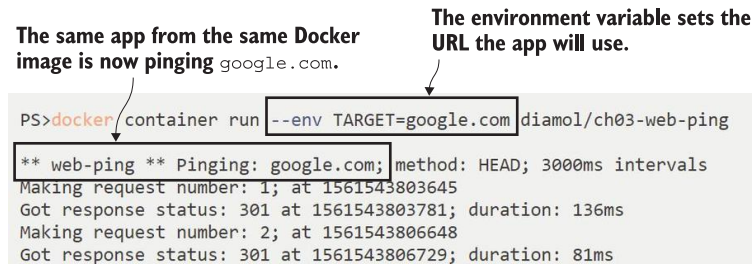 The same app from the same Docker
image is now pinging google.com.
The environment variable sets the
URL the app will use.
PS>docker container run --env TARGET=google.com diamol/ch03-web-ping
** web-ping ** Pinging: google.com; method: HEAD; 3000ms intervals
Making request number: 1; at 1561543803645
Got response status: 301 at 1561543803781; duration: 136ms
Making request number: 2; at 1561543806648
Got response status: 301 at 1561543806729; duration: 81ms